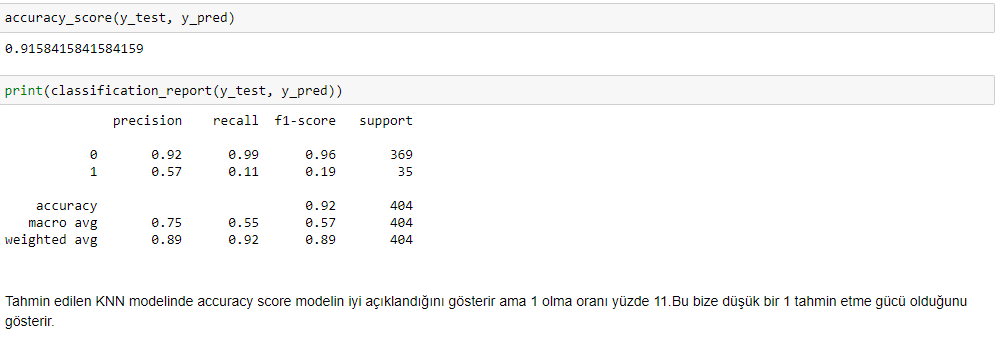 accuracy_score(y_test, y_pred)
0.9158415841584159
print(classification_report(y_test, y_pred))
precision recall f1-score support
0 0.92 0.99 0.96 369
1 0.57 0.11 0.19 35
accuracy 0.92 404
macro avg 0.75 0.55 0.57 404
weighted avg 0.89 0.92 0.89 404
Tahmin edilen KNN modelinde accuracy score modelin iyi açıklandığını gösterir ama 1 olma oranı yüzde 11.Bu bize düşük bir 1 tahmin etme gücü olduğunu
gösterir.